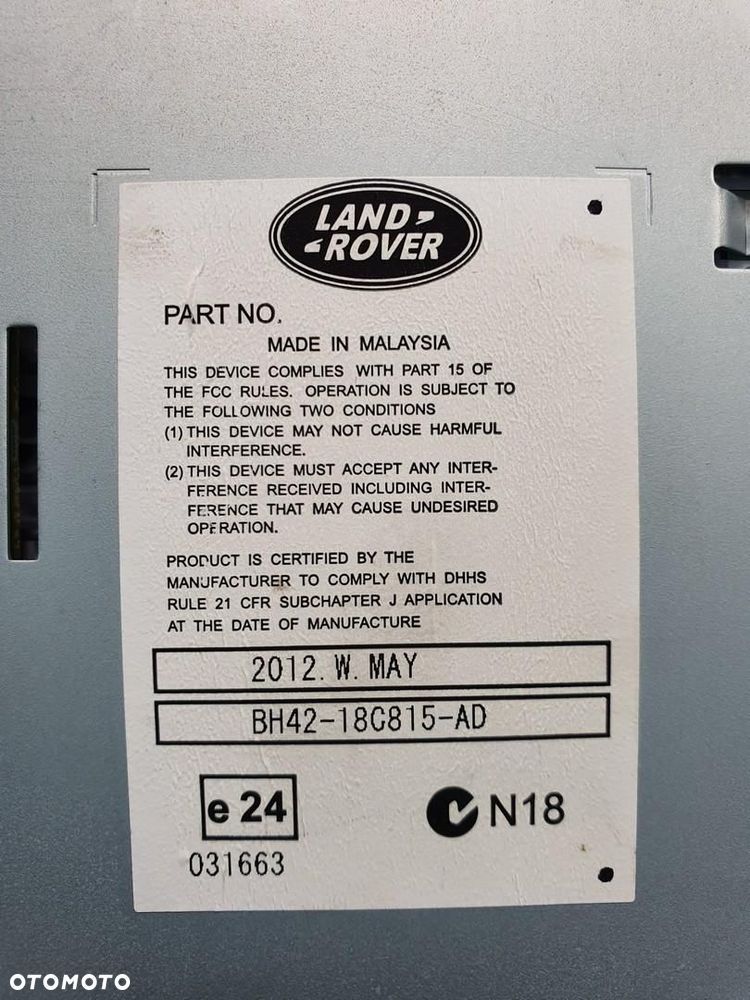 LAND
ROVER
PART NO.
MADE IN MALAYSIA
THIS DEVICE COMPLIES WITH PART 15 OF
THE FCC RULES. OPERATION IS SUBJECT TO
THE FOLLOWING TWO CONDITIONS
(1) THIS DEVICE MAY NOT CAUSE HARMFUL
INTERFERENCE.
(2) THIS DEVICE MUST ACCEPT ANY INTER-
FERENCE RECEIVED INCLUDING INTER-
FERENCE THAT MAY CAUSE UNDESIRED
OPERATION.
PRODUCT IS CERTIFIED BY THE
MANUFACTURER TO COMPLY WITH DHHS
RULE 21 CFR SUBCHAPTER J APPLICATION
AT THE DATE OF MANUFACTURE
2012. W. MAY
BH42-18C815-AD
e 24
N18
031663
OTOMOTO